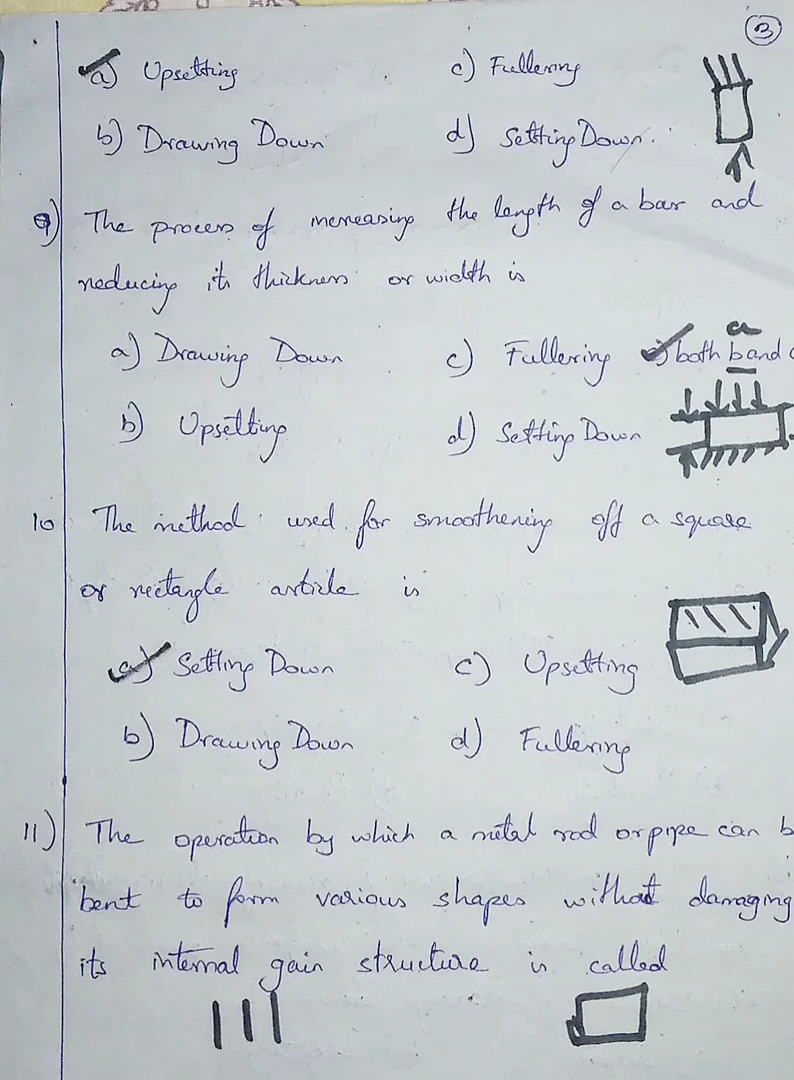 3
a) Upsetting c) Fullering
b) Drawing Down d) Setting Down.
9) The process of increasing the length of a bar and
reducing its thickness or width is
a) Drawing Down c) Fullering e) both b and c
a
b) Upsetting d) Setting Down
10 The method used for smoothening off a square
or rectangle article is
a) Setting Down c) Upsetting
b) Drawing Down d) Fullering
11) The operation by which a metal rod or pipe can b
bent to form various shapes without damaging
its internal gain structure is called